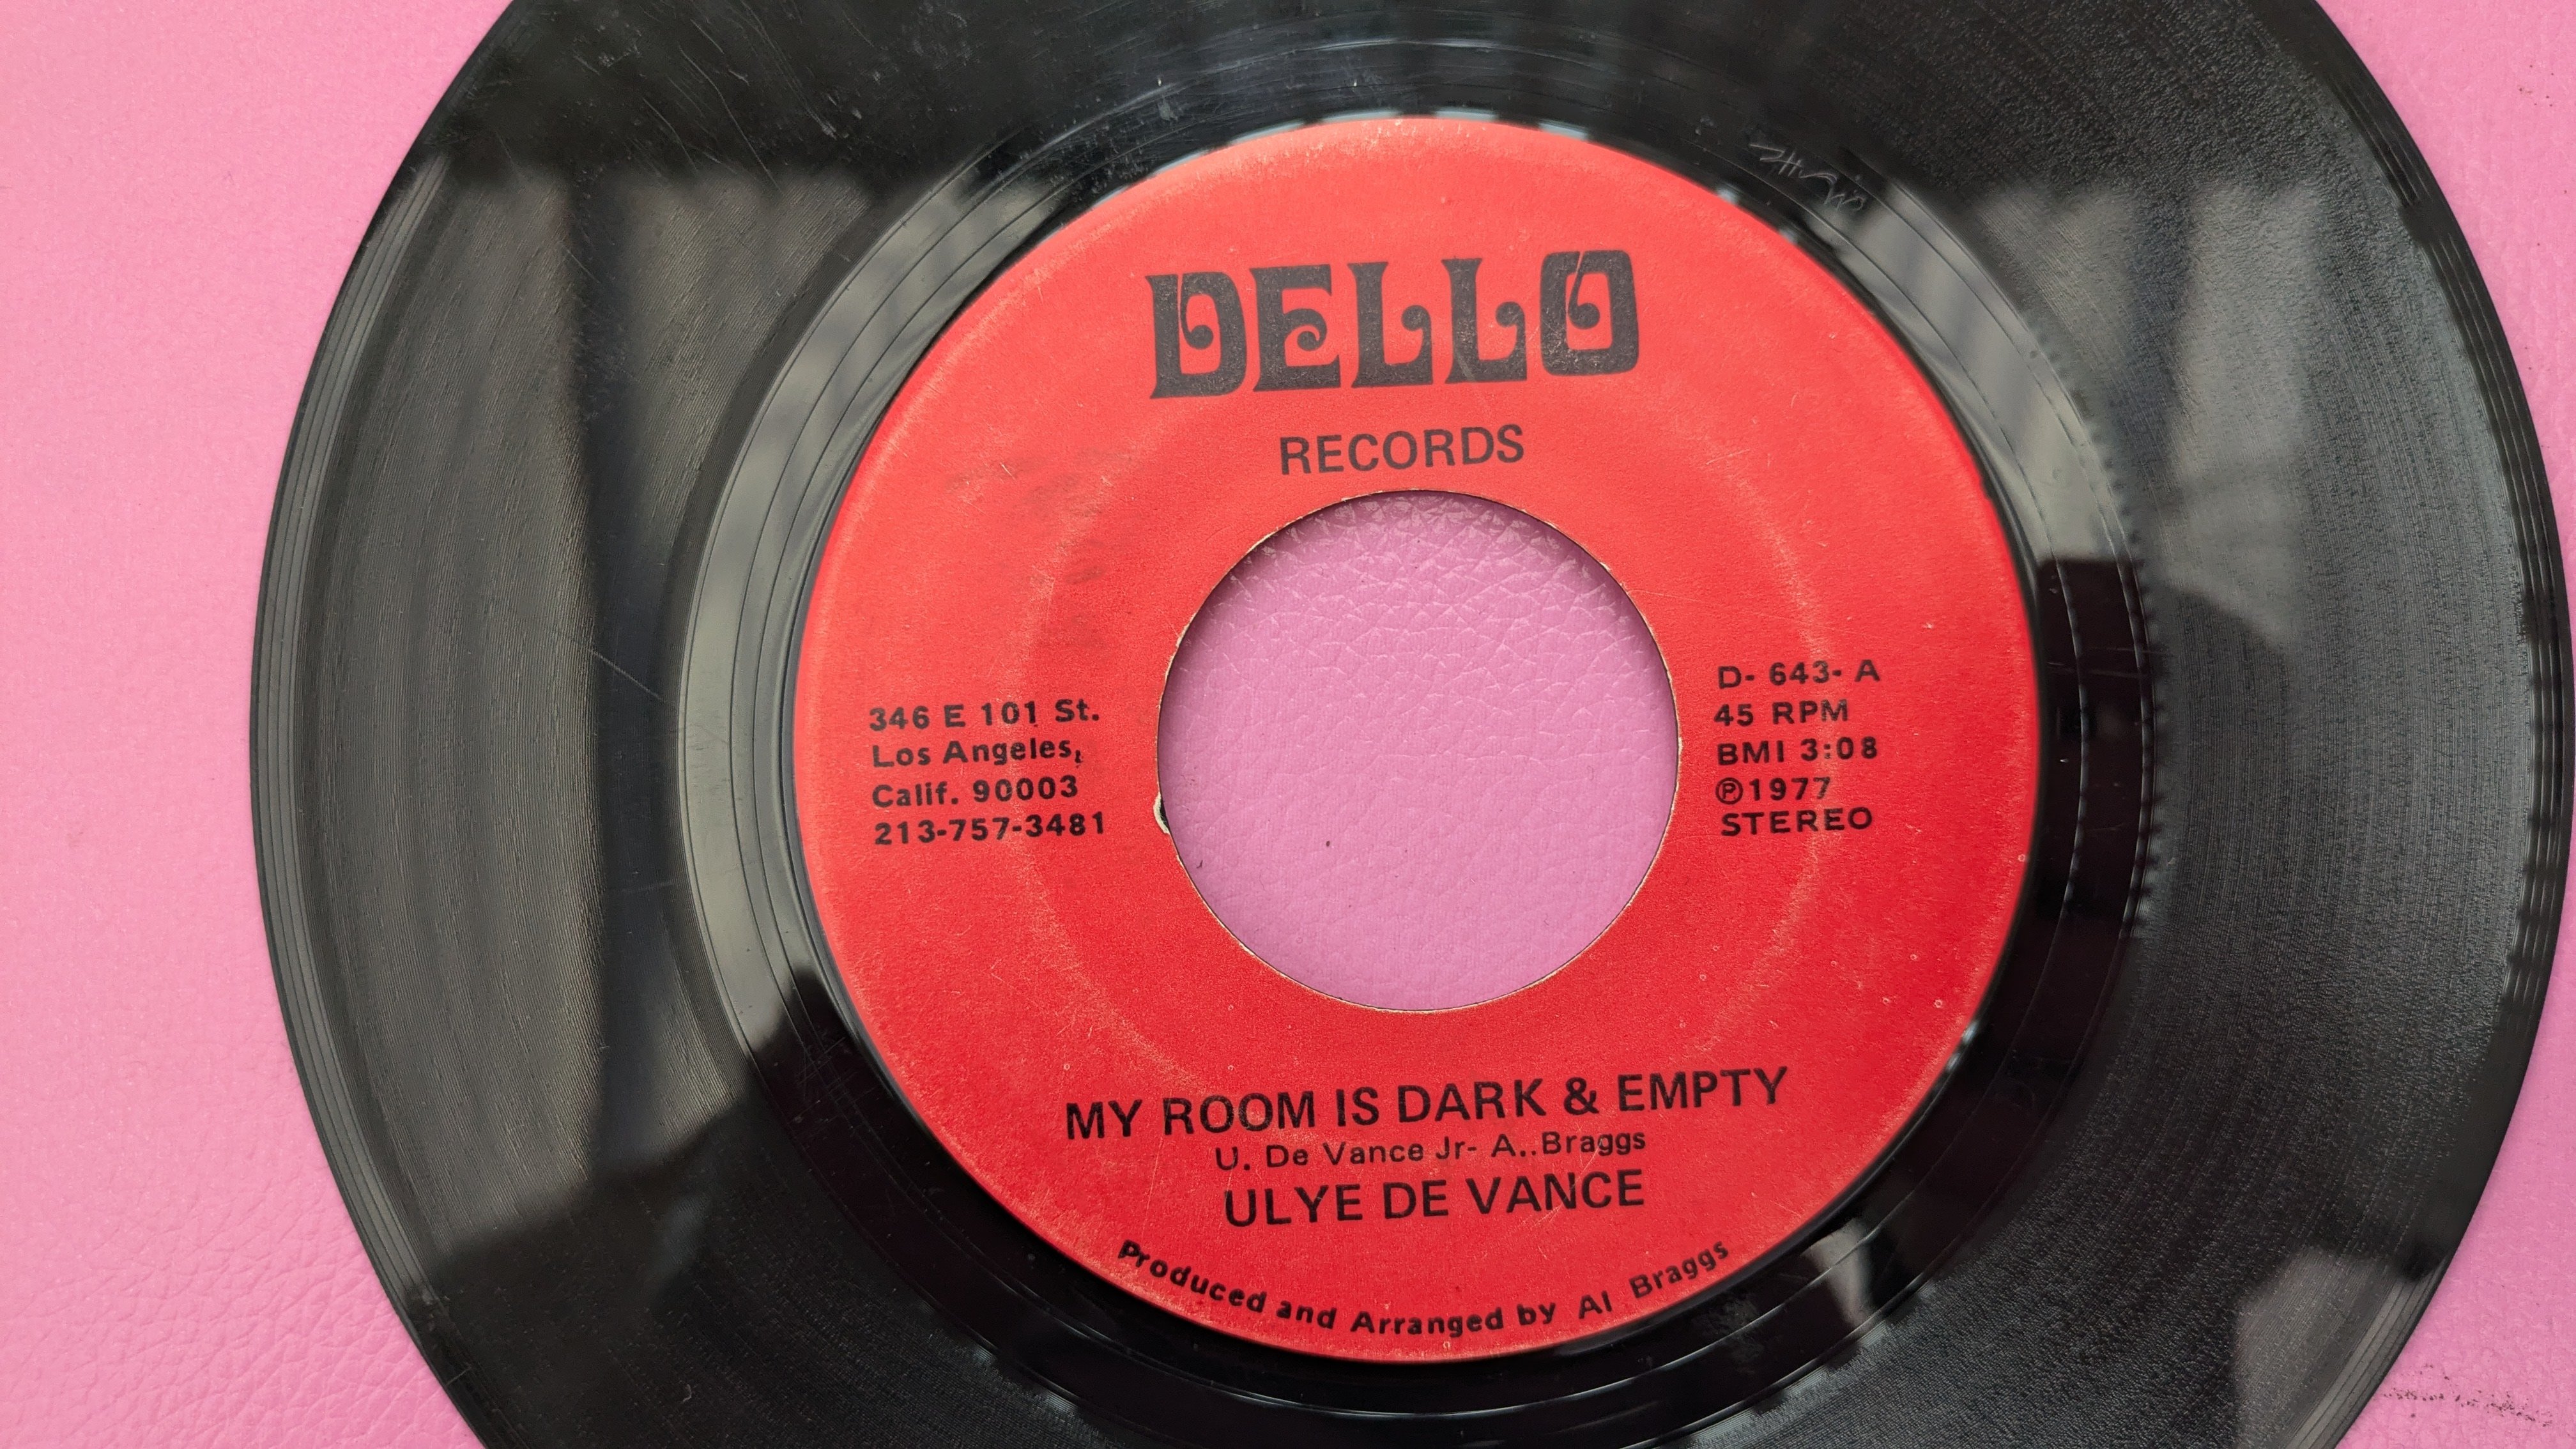 DELLO
RECORDS
346 E 101 St.
Los Angeles,
Calif. 90003
213-757-3481
D- 643- A
45 RPM
BMI 3:08
℗1977
STEREO
MY ROOM IS DARK & EMPTY
U. De Vance Jr- A..Braggs
ULYE DE VANCE
Produced and Arranged by Al Braggs